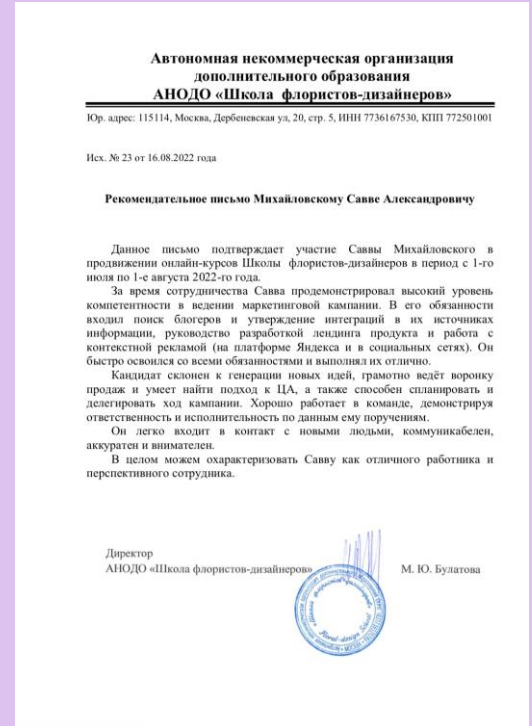 Автономная некоммерческая организация
дополнительного образования
АНОДО «Школа флористов-дизайнеров»
Юр. адрес: 115114, Москва, Дербеневская ул, 20, стр. 5, ИНН 7736167530, КПП 772501001
Исх. № 23 от 16.08.2022 года
Рекомендательное письмо Михайловскому Савве Александровичу
Данное письмо подтверждает участие Саввы Михайловского в
продвижении онлайн-курсов Школы флористов-дизайнеров в период с 1-го
июля по 1-е августа 2022-го года.
За время сотрудничества Савва продемонстрировал высокий уровень
компетентности в ведении маркетинговой кампании. В его обязанности
входил поиск блогеров и утверждение интеграций в их источниках
информации, руководство разработкой лендинга продукта и работа с
контекстной рекламой (на платформе Яндекса и в социальных сетях). Он
быстро освоился со всеми обязанностями и выполнял их отлично.
Кандидат склонен к генерации новых идей, грамотно ведёт воронку
продаж и умеет найти подход к ЦА, а также способен спланировать и
делегировать ход кампании. Хорошо работает в команде, демонстрируя
ответственность и исполнительность по данным ему поручениям.
Он легко входит в контакт с новыми людьми, коммуникабелен,
аккуратен и внимателен.
В целом можем охарактеризовать Савву как отличного работника и
перспективного сотрудника.
Директор
АНОДО «Школа флористов-дизайнеров» М. Ю. Булатова
Floral-design School